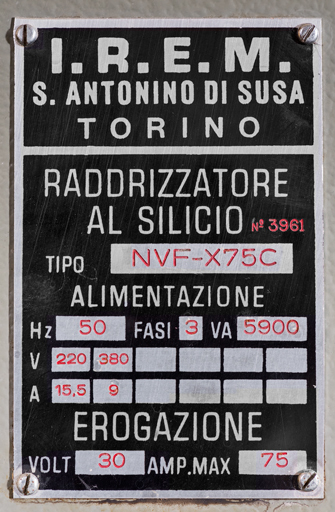 I.R.E.M.
S. ANTONINO DI SUSA
TORINO
RADDRIZZATORE
AL SILICIO Nº 3961
TIPO NVF-X75C
ALIMENTAZIONE
Hz 50 FASI 3 VA 5900
V 220 380
A 15,5 9
EROGAZIONE
VOLT 30 AMP.MAX 75